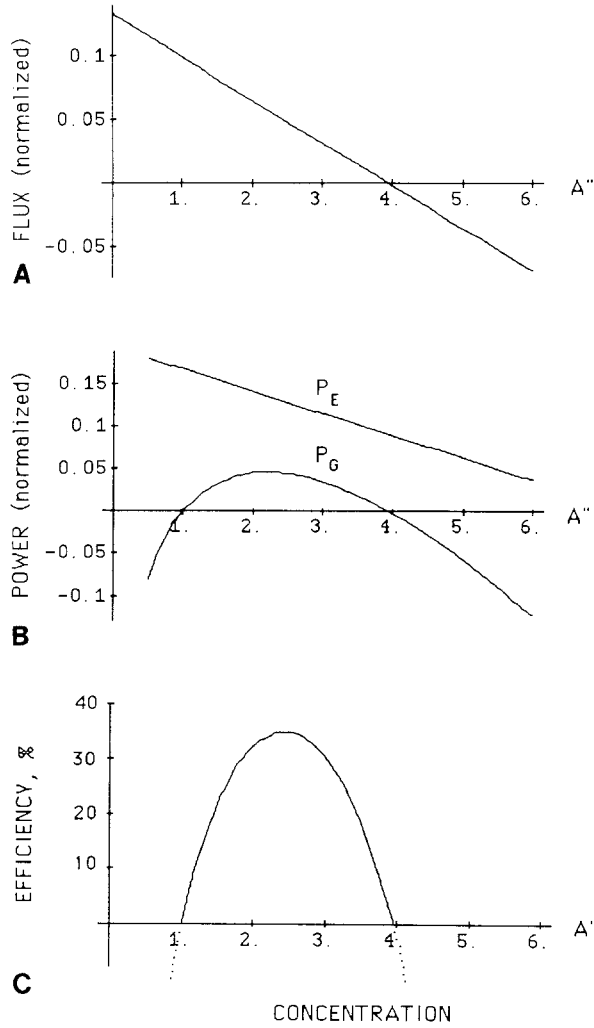 FLUX (normalized)
0.1
0.05
-0.05
1. 2. 3. 4. 5. 6. A"
A
POWER (normalized)
0.15
0.1
0.05
-0.05
-0.1
P_E
P_G
1. 2. 3. 4. 5. 6. A"
B
EFFICIENCY, %
40
30
20
10
1. 2. 3. 4. 5. 6. A'
C
CONCENTRATION